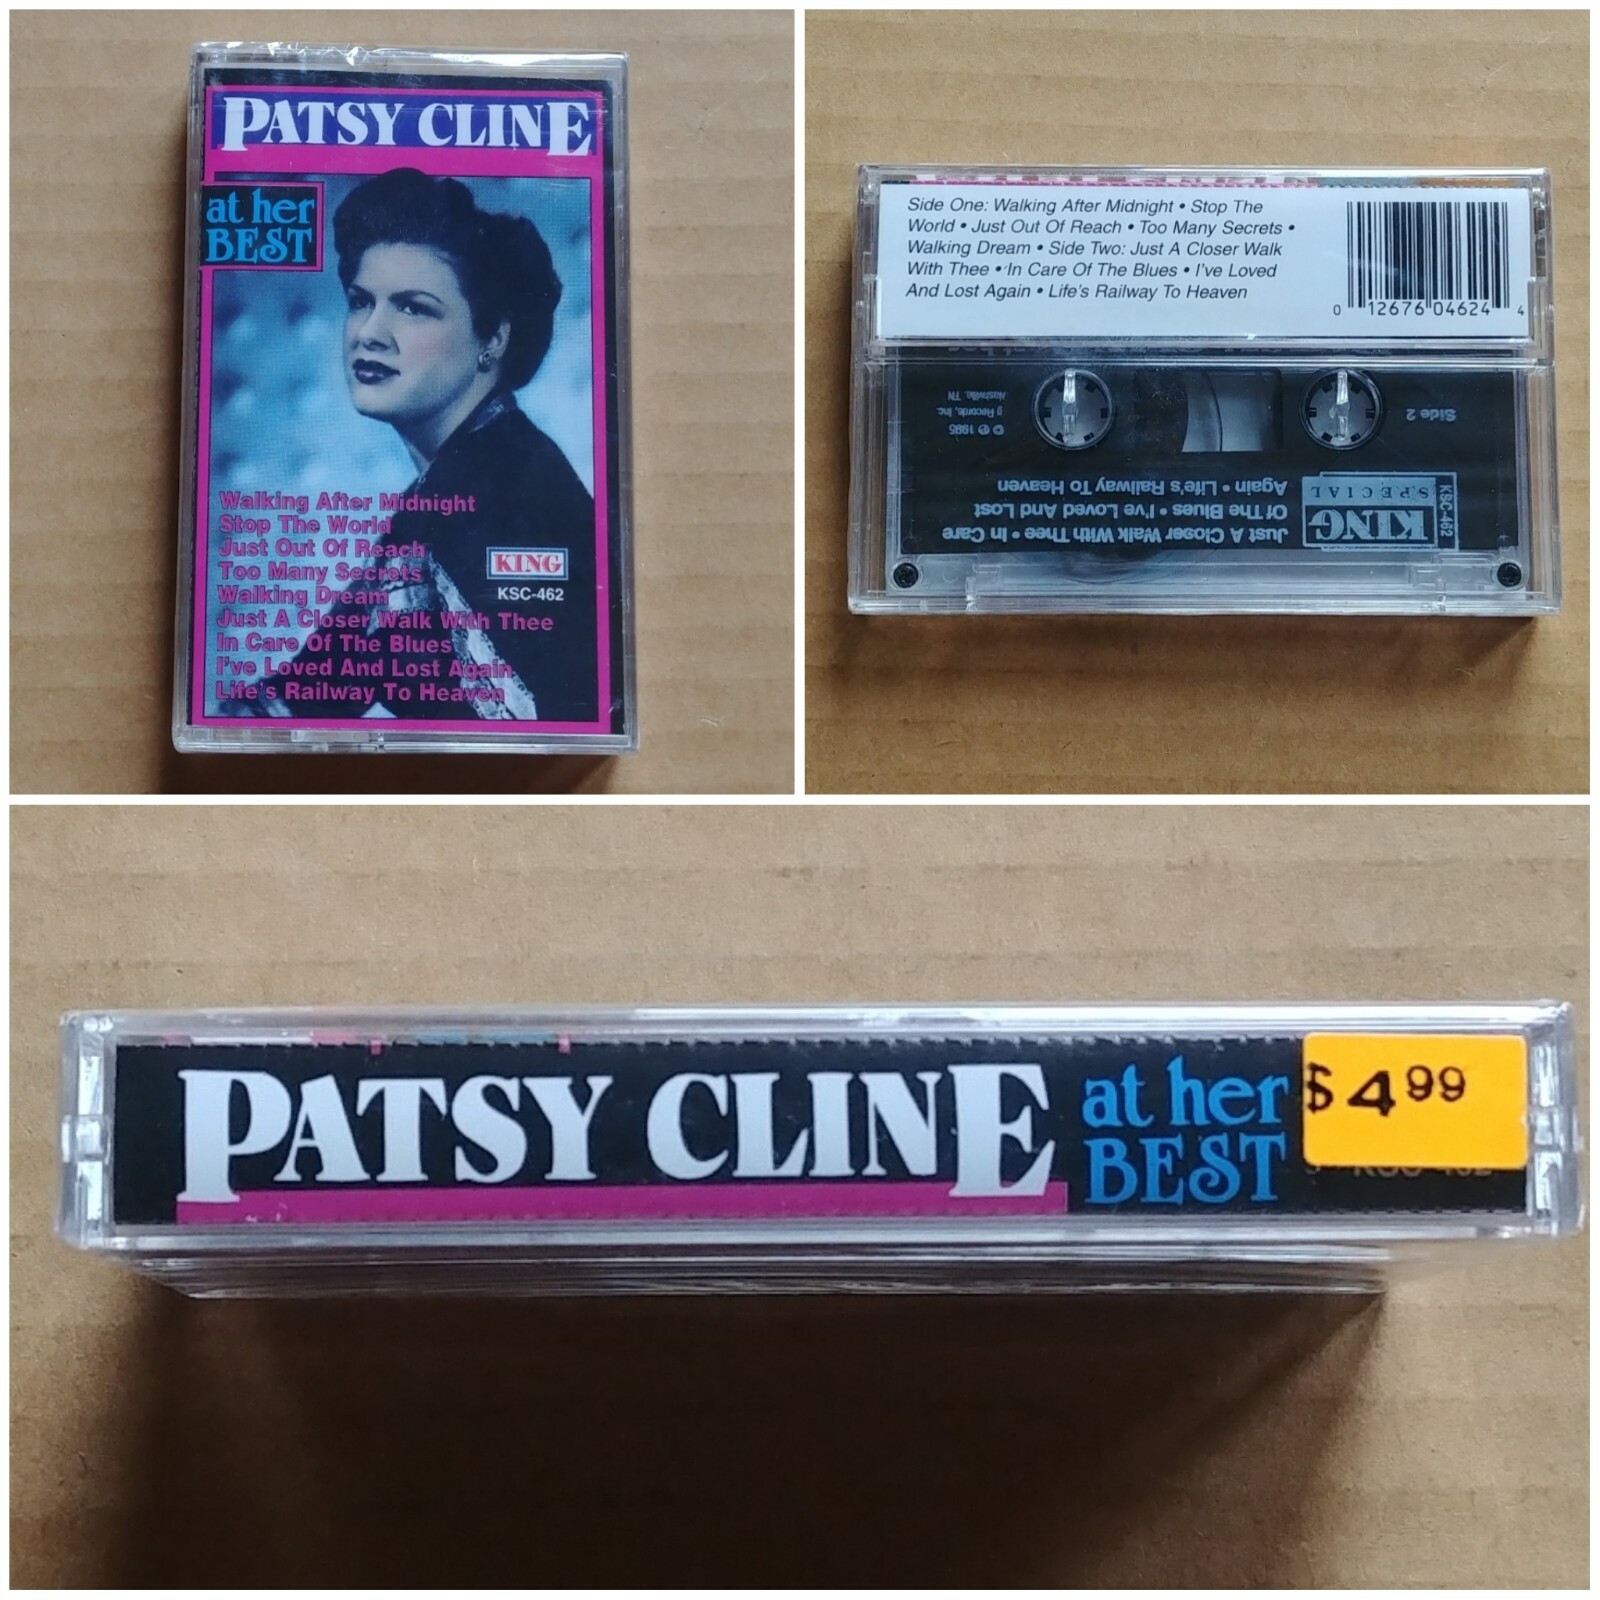 PATSY CLINE
at her
BEST
Walking After Midnight
Stop The World
Just Out Of Reach
Too Many Secrets
Walking Dream
Just A Closer Walk With Thee
In Care Of The Blues
I've Loved And Lost Again
Life's Railway To Heaven
KING
KSC-462
Side One: Walking After Midnight • Stop The
World • Just Out Of Reach • Too Many Secrets •
Walking Dream • Side Two: Just A Closer Walk
With Thee • In Care Of The Blues • I've Loved
And Lost Again • Life's Railway To Heaven
0 12676 04624 4
KSC-462
KING
SPECIAL
Just A Closer Walk With Thee • In Care
Of The Blues • I've Loved And Lost
Again • Life's Railway To Heaven
Side 2
© ℗ 1995
g Records, Inc.
Nashville, TN
PATSY CLINE
at her
BEST
$4.99